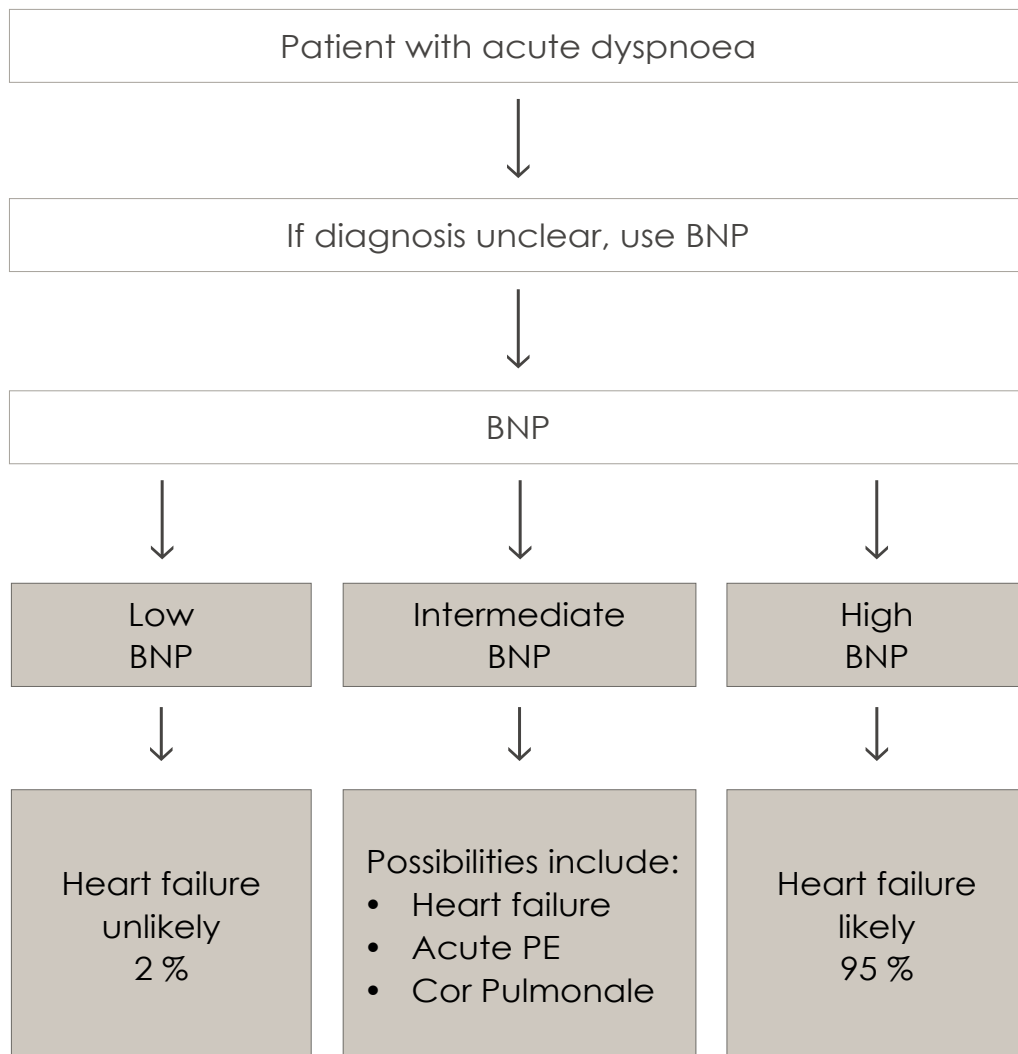 Patient with acute dyspnoea
If diagnosis unclear, use BNP
BNP
Low
BNP
Intermediate
BNP
High
BNP
Heart failure
unlikely
2 %
Possibilities include:
• Heart failure
• Acute PE
• Cor Pulmonale
Heart failure
likely
95 %